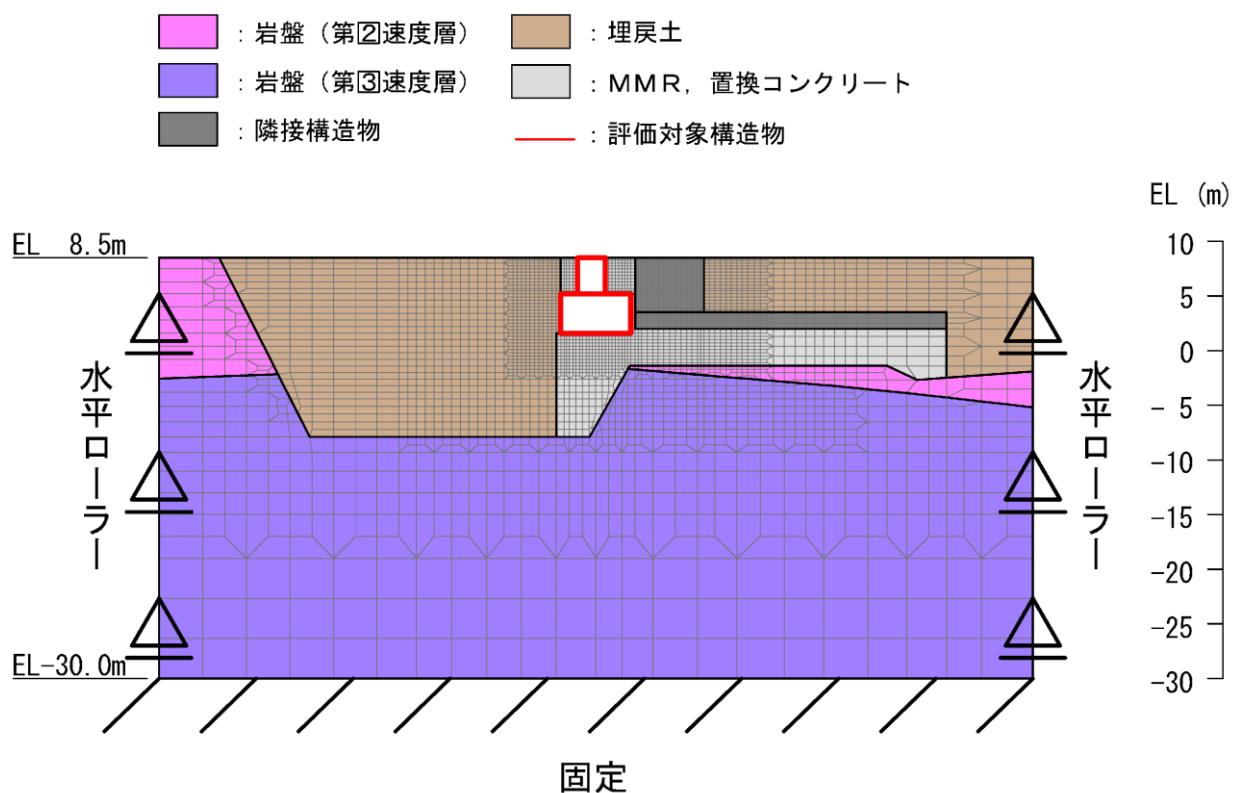 ：岩盤（第②速度層）
：埋戻土
：岩盤（第③速度層）
：MMR，置換コンクリート
：隣接構造物
：評価対象構造物
EL (m)
EL 8.5m
10
5
0
-5
-10
-15
-20
-25
-30
水平ローラー
水平ローラー
EL-30.0m
固定